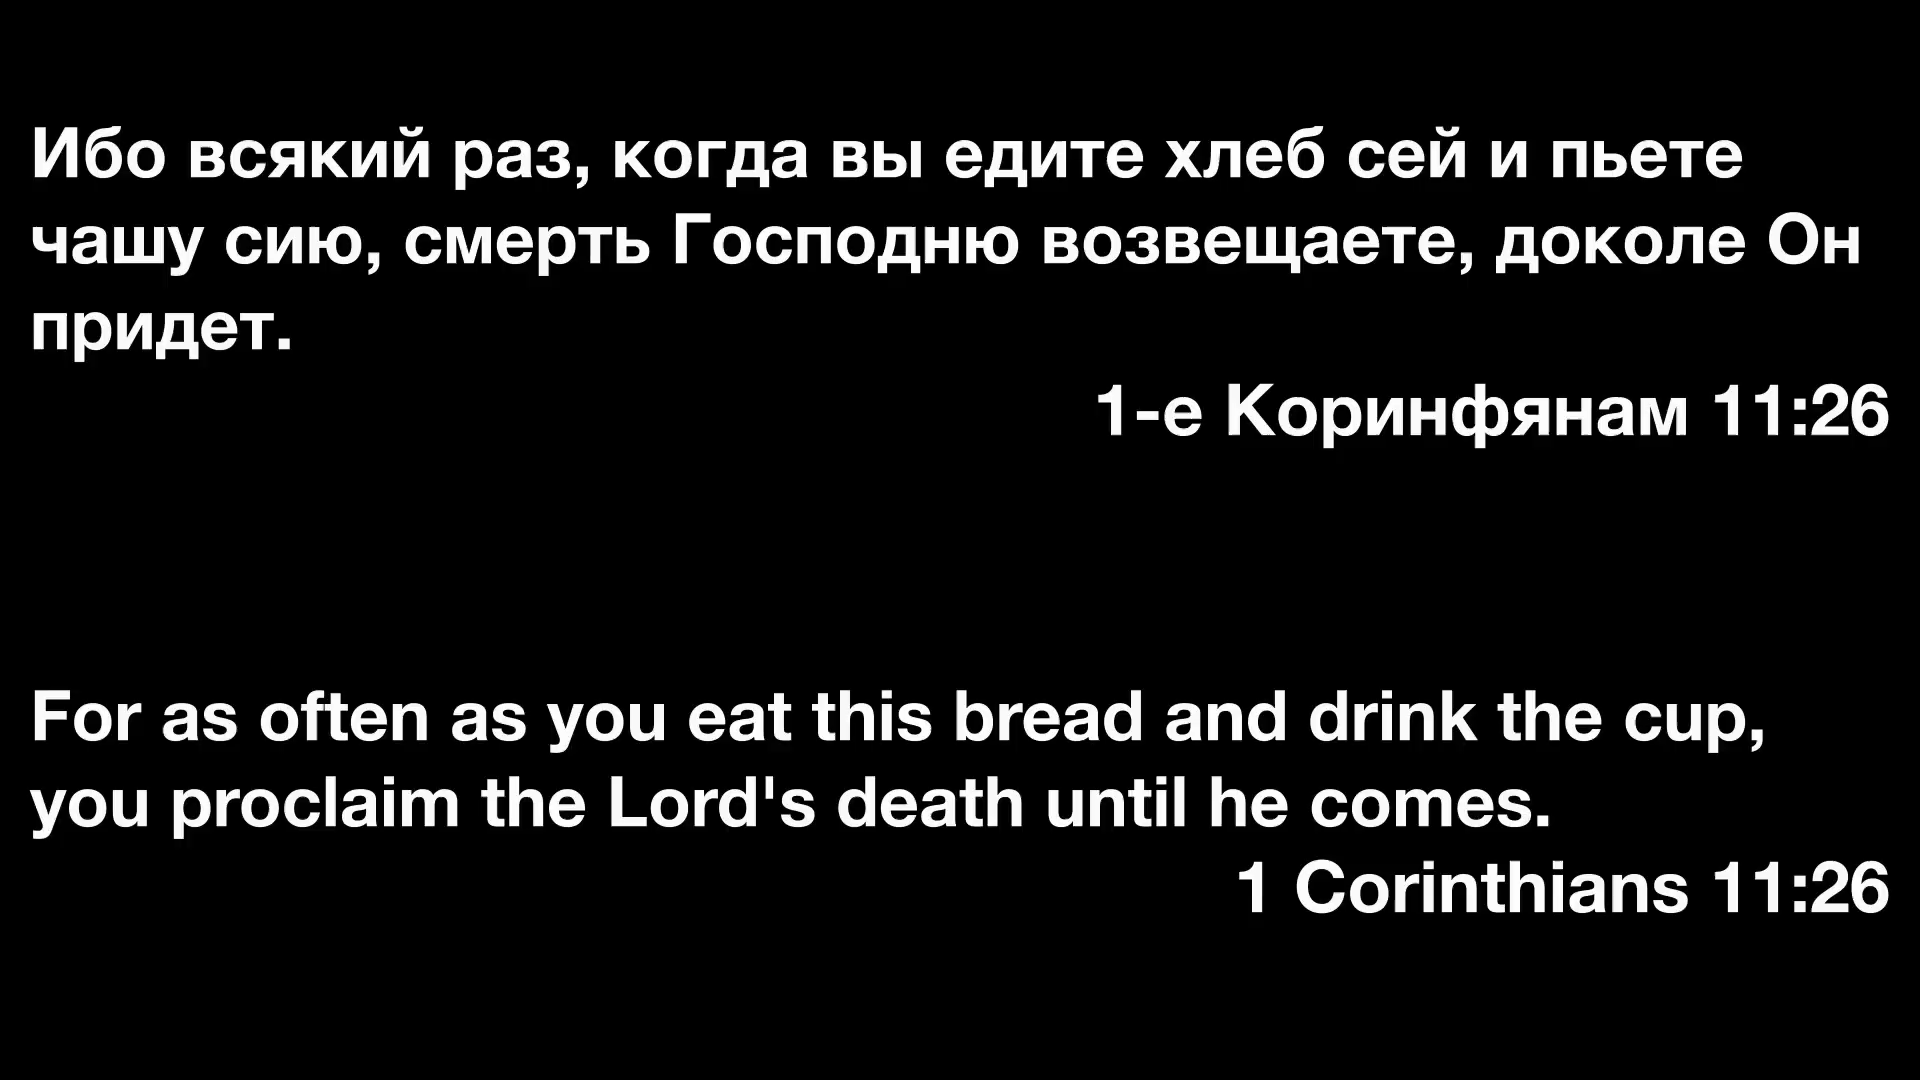 Ибо всякий раз, когда вы едите хлеб сей и пьете
чашу сию, смерть Господню возвещаете, доколе Он
придет.
1-е Коринфянам 11:26
For as often as you eat this bread and drink the cup,
you proclaim the Lord's death until he comes.
1 Corinthians 11:26